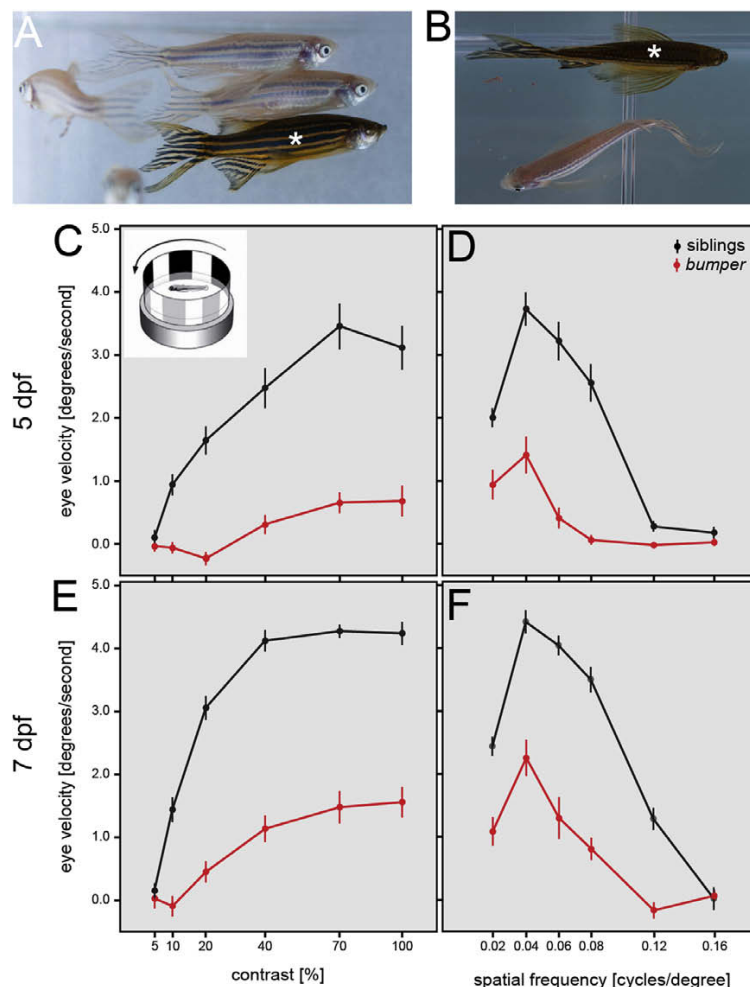 A
*
B
*
C
D
siblings
bumper
5 dpf
eye velocity [degrees/second]
5.0
4.0
3.0
2.0
1.0
0.0
E
F
7 dpf
eye velocity [degrees/second]
5.0
4.0
3.0
2.0
1.0
0.0
5 10 20 40 70 100
0.02 0.04 0.06 0.08 0.12 0.16
contrast [%]
spatial frequency [cycles/degree]